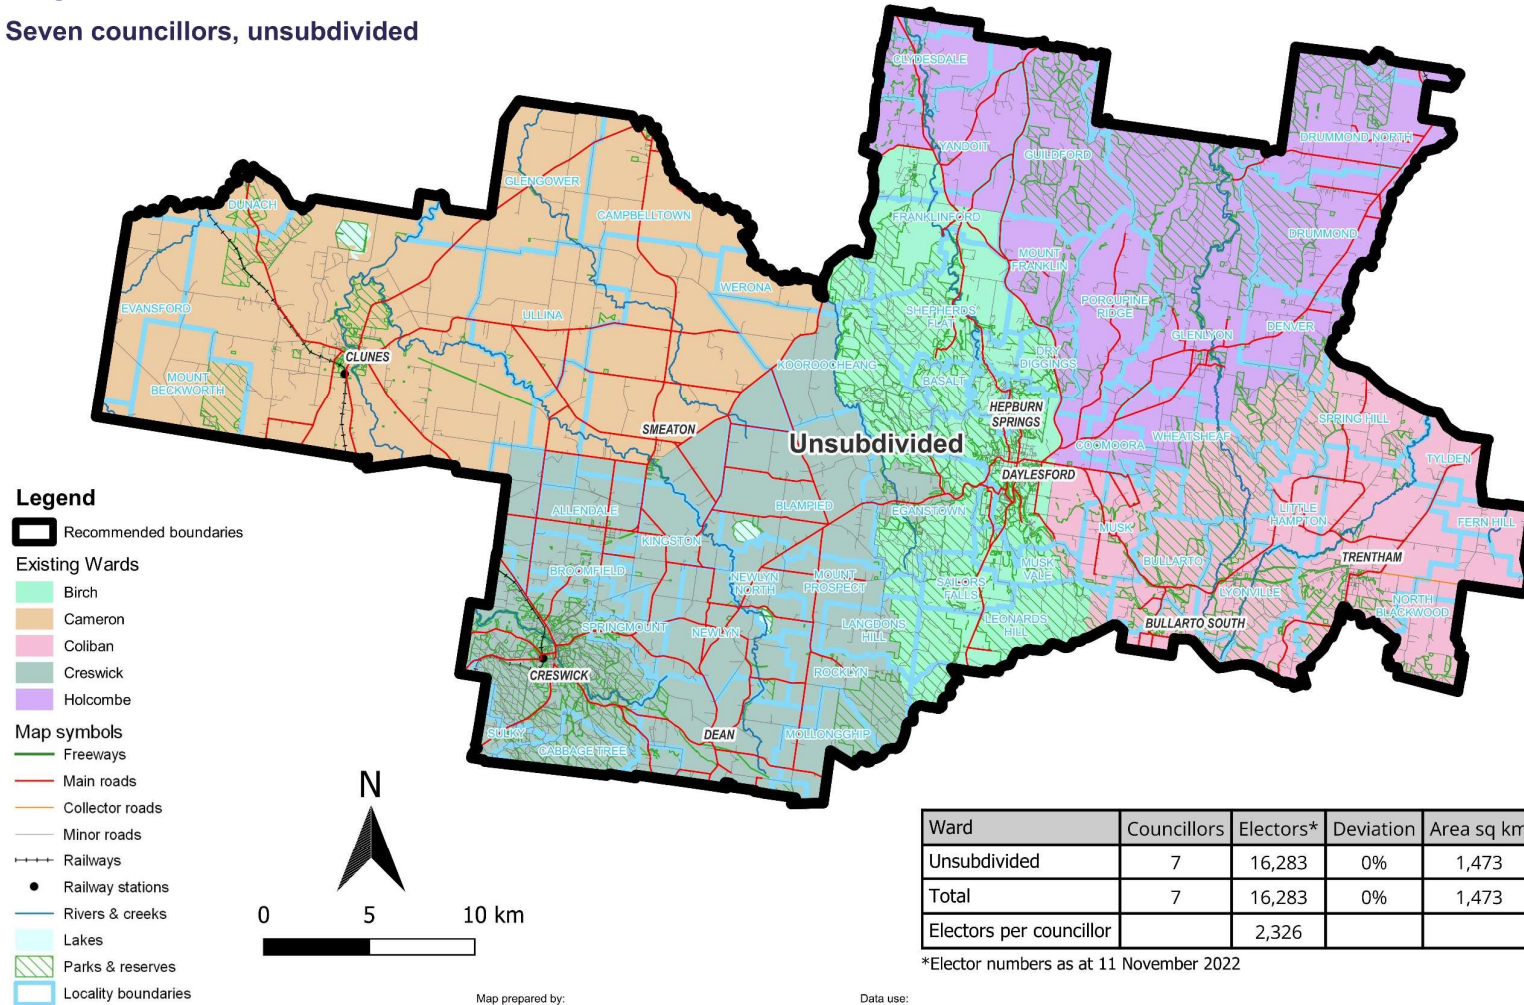 Seven councillors, unsubdivided
CLYDESDALE
DRUMMOND NORTH
YANDOIT
GUILDFORD
GLENGOWER
DUNACH
CAMPBELLTOWN
FRANKLINFORD
DRUMMOND
MOUNT
FRANKLIN
WERONA
EVANSFORD
PORCUPINE
RIDGE
ULLINA
SHEPHERDS
FLAT
GLENLYON
DENVER
CLUNES
KOOROOCHEANG
DRY
DIGGINGS
MOUNT
BECKWORTH
BASALT
HEPBURN
SPRINGS
SPRING HILL
SMEATON
Unsubdivided
COOMOORA
WHEATSHEAF
TYLDEN
DAYLESFORD
ALLENDALE
BLAMPIED
EGANSTOWN
MUSK
LITTLE
HAMPTON
FERN HILL
KINGSTON
TRENTHAM
BROOMFIELD
NEWLYN
NORTH
MOUNT
PROSPECT
SAILORS
FALLS
MUSK
VALE
BULLARTO
LYONVILLE
NORTH
BLACKWOOD
SPRINGMOUNT
NEWLYN
LANGDONS
HILL
LEONARDS
HILL
BULLARTO SOUTH
CRESWICK
ROCKLYN
SULKY
CABBAGE TREE
DEAN
MOLLONGGHIP
Legend
Recommended boundaries
Existing Wards
Birch
Cameron
Coliban
Creswick
Holcombe
Map symbols
Freeways
Main roads
Collector roads
Minor roads
Railways
Railway stations
Rivers & creeks
Lakes
Parks & reserves
Locality boundaries
N
0 5 10 km
Ward Councillors Electors* Deviation Area sq km
Unsubdivided 7 16,283 0% 1,473
Total 7 16,283 0% 1,473
Electors per councillor 2,326
*Elector numbers as at 11 November 2022
Map prepared by: Data use: